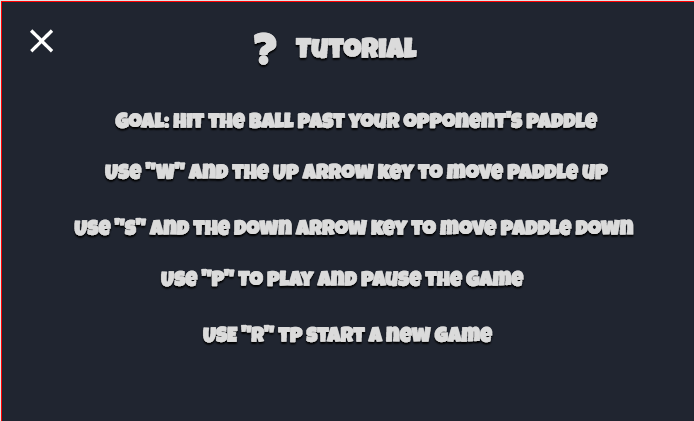 ? TUTORIAL
GOAL: HIT THE BALL PAST YOUR OPPONENT'S PADDLE
USE "W" AND THE UP ARROW KEY TO MOVE PADDLE UP
USE "S" AND THE DOWN ARROW KEY TO MOVE PADDLE DOWN
USE "P" TO PLAY AND PAUSE THE GAME
USE "R" TP START A NEW GAME